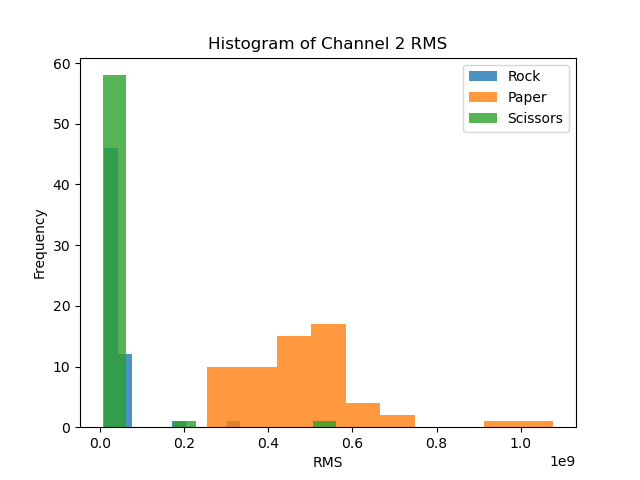 Histogram of Channel 2 RMS
Rock
Paper
Scissors
Frequency
60
50
40
30
20
10
0
0.0 0.2 0.4 0.6 0.8 1.0
1e9
RMS